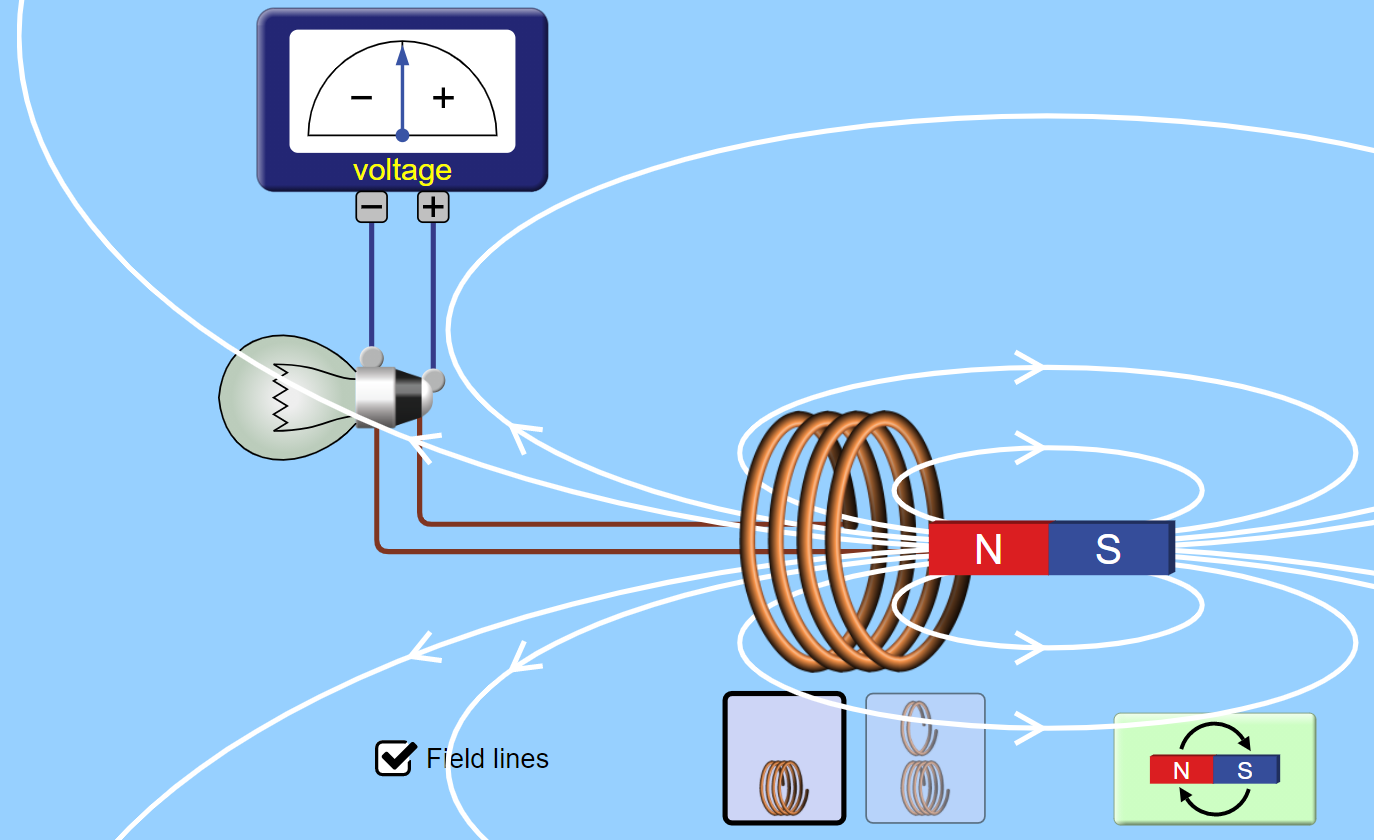 − +
voltage
− +
N S
Field lines
N S